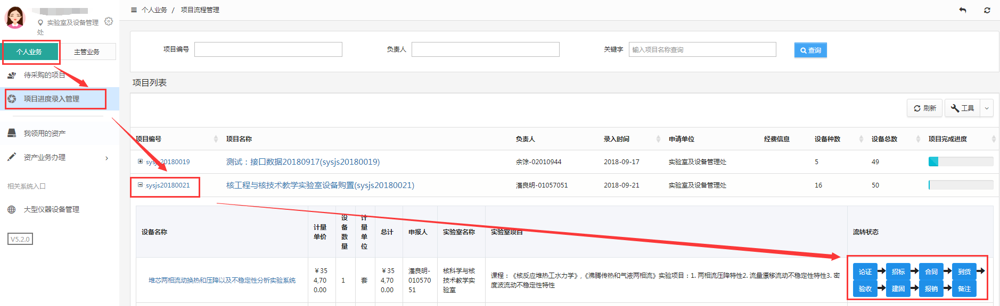 个人业务 / 项目流程管理
实验室及设备管理
处
个人业务
主管业务
待采购的项目
项目进度录入管理
我领用的资产
资产业务办理
相关系统入口
大型仪器设备管理
V5.2.0
项目编号
负责人
关键字
输入项目名称查询
查询
项目列表
刷新
工具
项目编号 项目名称 负责人 录入时间 申请单位 经费信息 设备种数 设备总数 项目完成进度
sysjs20180019 测试：接口数据20180917(sysjs20180019) 余涂-02010944 2018-09-17 实验室及设备管理处 5 49
sysjs20180021 核工程与核技术教学实验室设备购置(sysjs20180021) 潘良明-01057051 2018-09-21 实验室及设备管理处 16 50
设备名称
计量
单价
设
备
数
量
计
量
单
位
总计
申报人
实验室名称
实验室项目
流转状态
堆芯两相流动换热和压降以及不稳定性分析实验系统
￥354
,70
0.00
1
套
￥35
4,70
0.00
潘良明-
010570
51
核科学与核
技术教学实
验室
课程：《核反应堆热工水力学》,《沸腾传热和气液两相流》实验项目：1. 两相流压降特性2. 流量漂移流动不稳定性特性3. 密
度波流动不稳定性特性
论证 招标 合同 到货
验收 建固 报销 备注